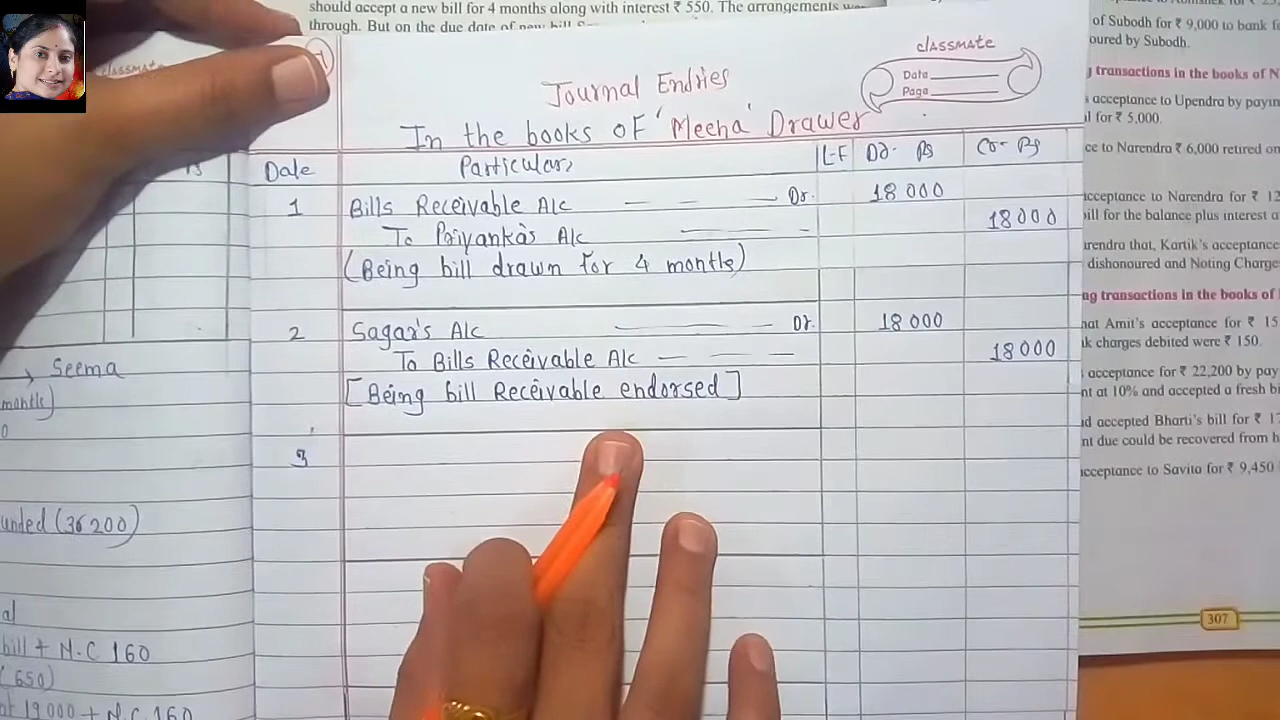 should accept a new bill for 4 months along with interest ₹ 550. The arrangements
through. But on the due date of new bill
of Subodh for ₹ 9,000 to bank
oured by Subodh.
transactions in the books of N
acceptance to Upendra by
for ₹ 5,000.
ce to Narendra ₹ 6,000 retired on
acceptance to Narendra for ₹
ill for the balance plus interest
arendra that, Kartik's acceptance
dishonoured and Noting Charge
ng transactions in the books of
hat Amit's acceptance for ₹ 15
k charges debited were ₹ 150.
acceptance for ₹ 22,200 by pay
nt at 10% and accepted a fresh b
d accepted Bharti's bill for ₹ 1
nt due could be recovered from
acceptance to Savita for ₹ 9,450
307
classmate
classmate
Date
Page
Journal Entries
In the books OF 'Meena' Drawer
Date Particulars L.F Dr. Rs Cr. Rs
1 Bills Receivable A/c Dr. 18000
To Priyanka's A/c 18000
(Being bill drawn for 4 months)
2 Sagar's A/c Dr. 18000
To Bills Receivable A/c 18000
[Being bill Receivable endorsed]
3
Seema
months)
0
unded (36200)
al
bill + N.C 160
(650)
19000 + N.C 160